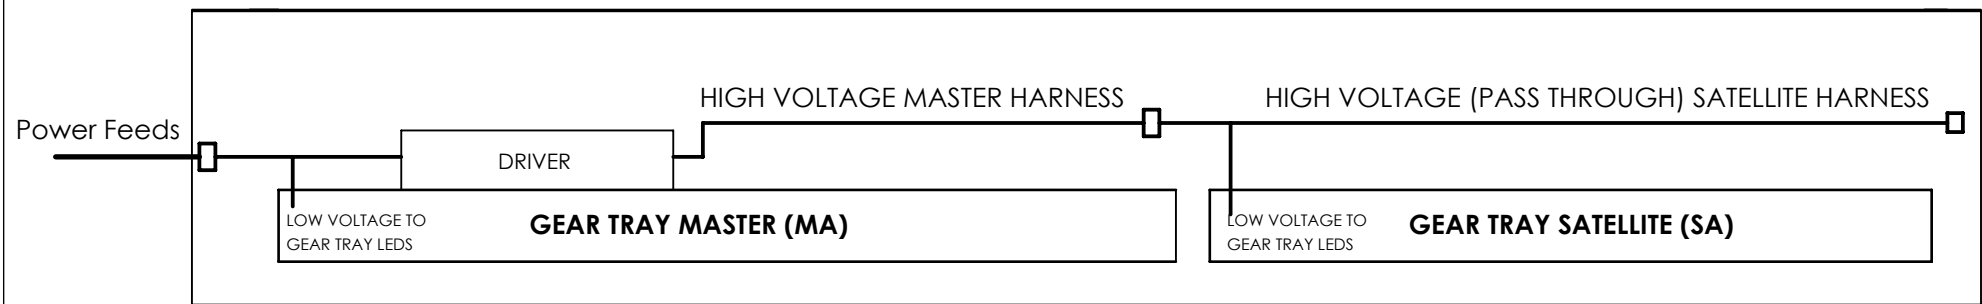 HIGH VOLTAGE MASTER HARNESS
HIGH VOLTAGE (PASS THROUGH) SATELLITE HARNESS
Power Feeds
DRIVER
LOW VOLTAGE TO
GEAR TRAY LEDS
GEAR TRAY MASTER (MA)
LOW VOLTAGE TO
GEAR TRAY LEDS
GEAR TRAY SATELLITE (SA)